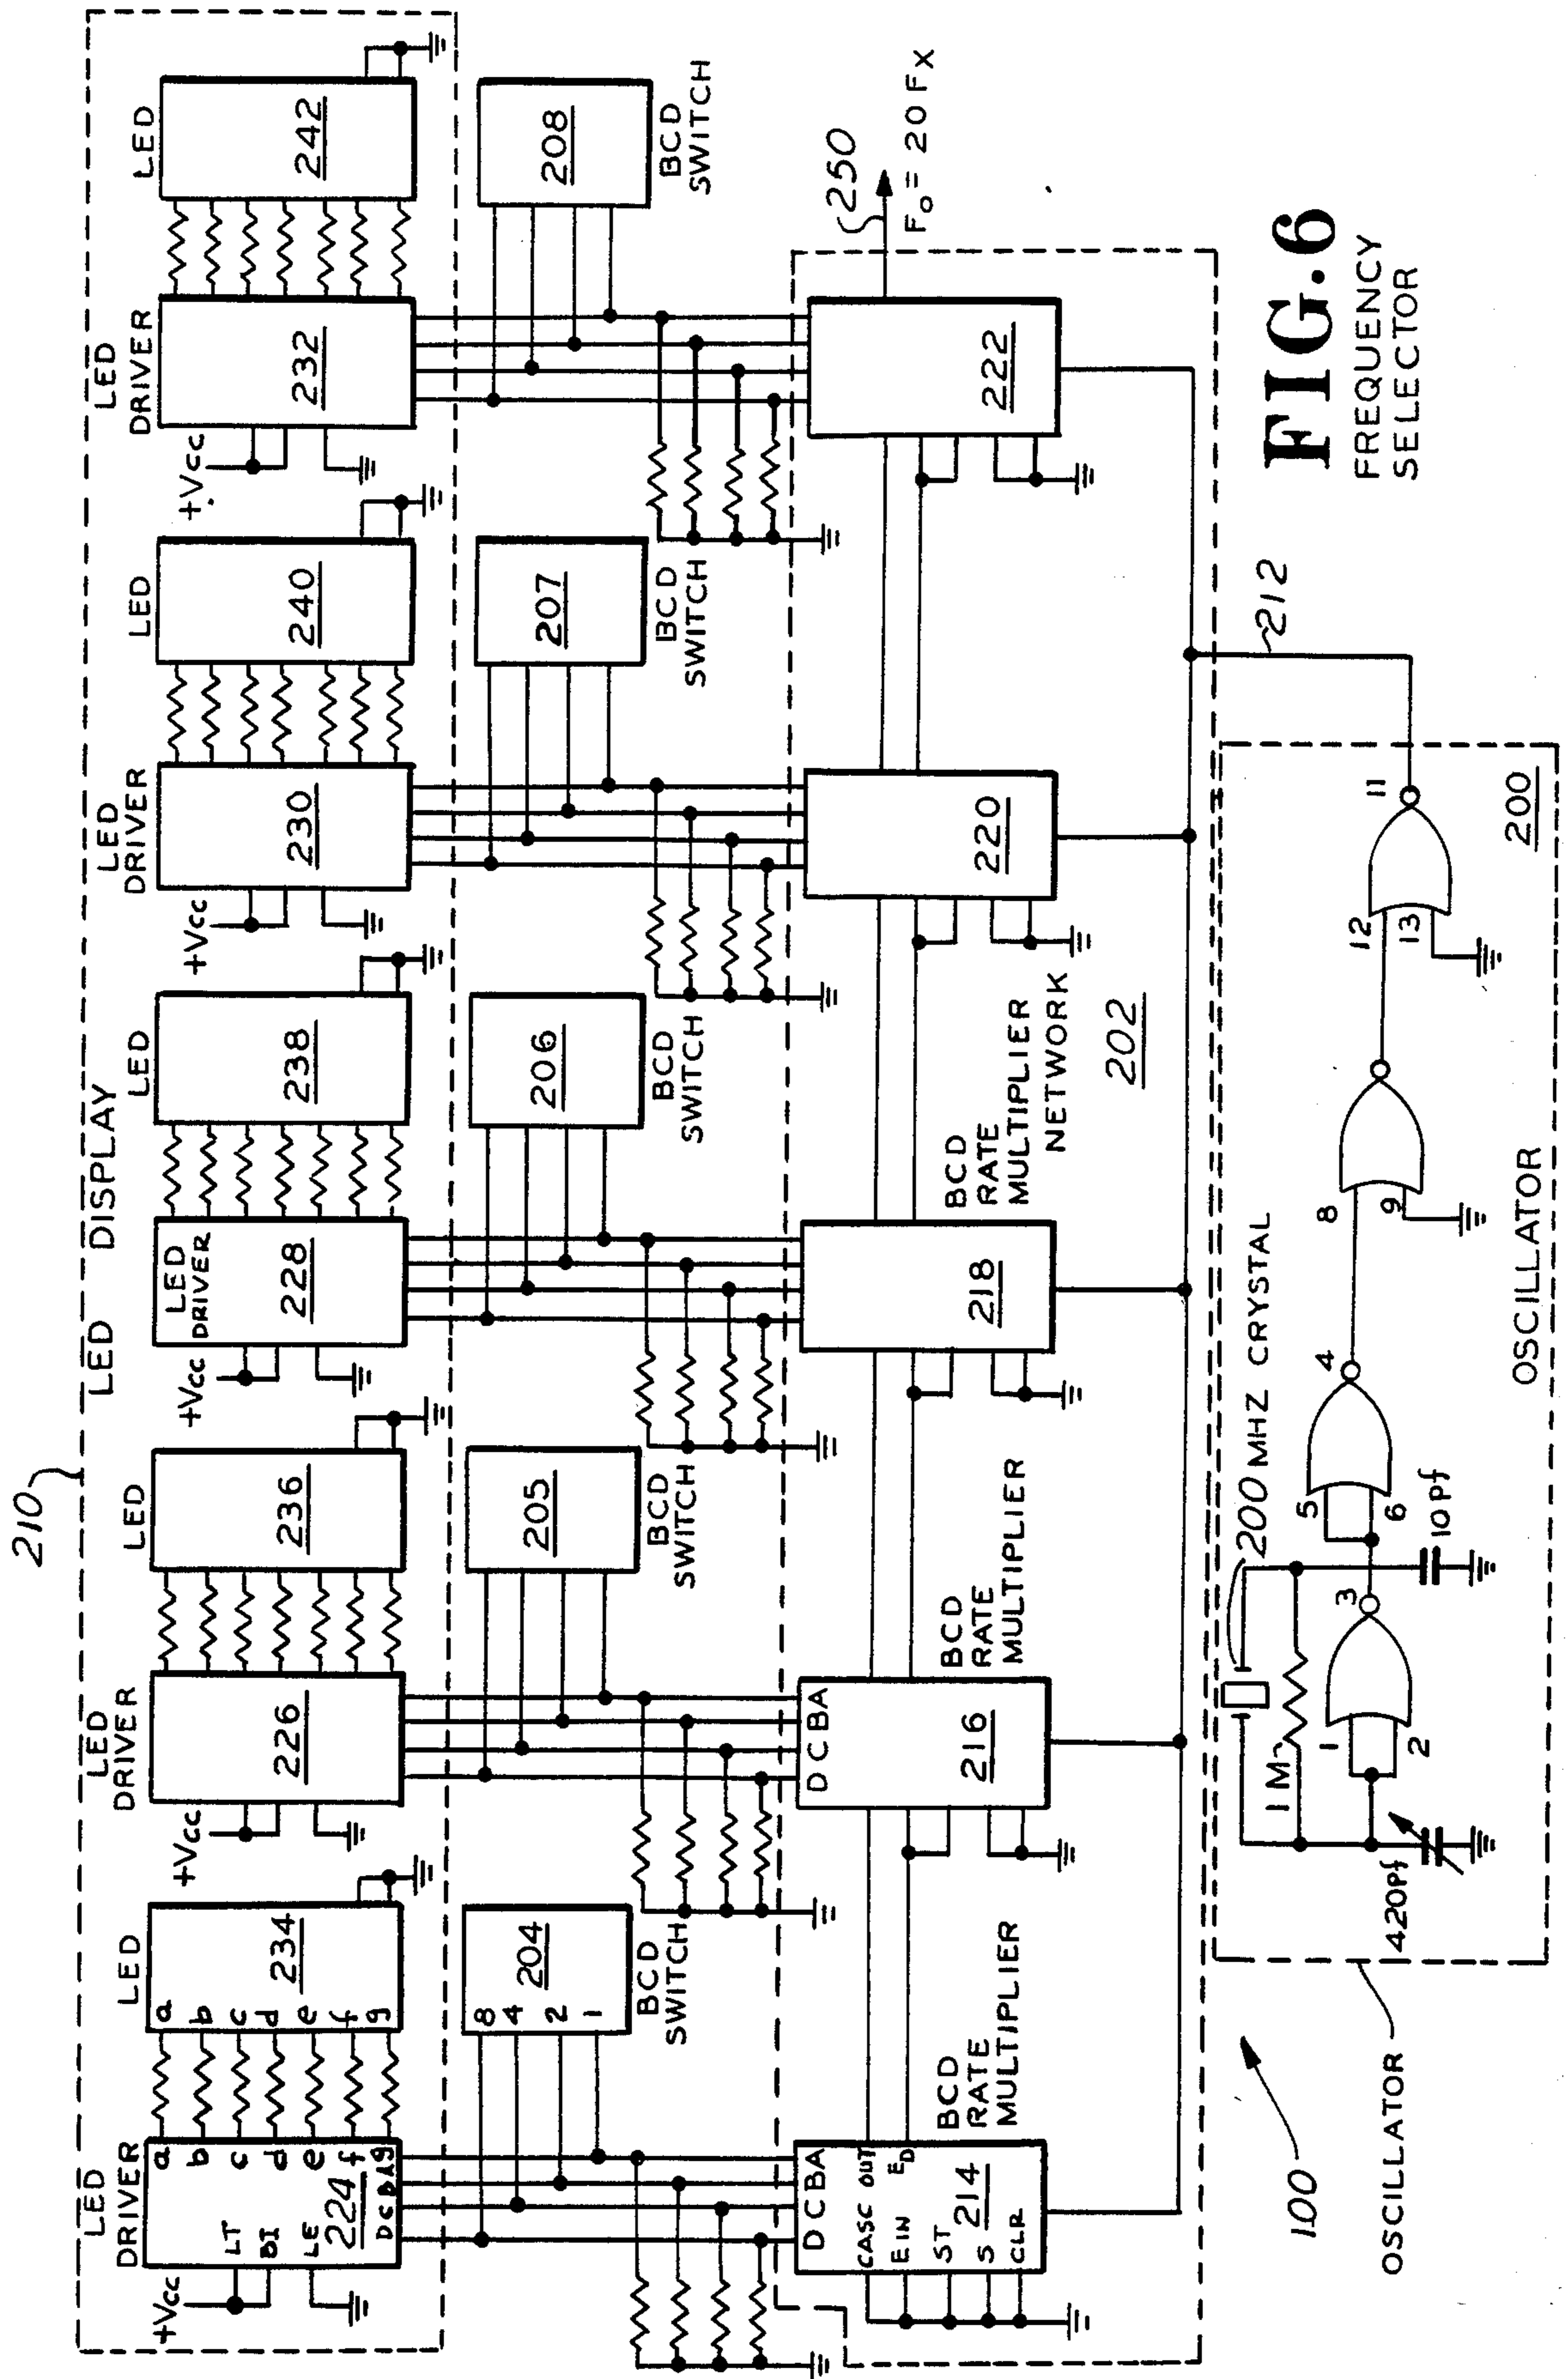 210
LED DISPLAY
LED DRIVER
+Vcc
LT
BI
LE
224
a
b
c
d
e
f
g
D C B A
LED
a
b
c
d
e
f
g
234
LED DRIVER
+Vcc
226
LED
236
+Vcc
LED DRIVER
228
LED
238
LED DRIVER
+Vcc
230
LED
240
LED DRIVER
+Vcc
232
LED
242
8
4
2
1
204
BCD SWITCH
205
BCD SWITCH
206
BCD SWITCH
207
BCD SWITCH
208
BCD SWITCH
D C B A
CASC OUT
E IN
ST
S
CLR
214
BCD RATE MULTIPLIER
D C B A
216
BCD RATE MULTIPLIER
218
BCD RATE MULTIPLIER NETWORK
202
220
222
250
Fo = 20 Fx
212
100
OSCILLATOR
420pf
1M
200 MHZ CRYSTAL
1
2
3
10pf
5
6
4
8
9
12
13
11
OSCILLATOR
200
FIG.6
FREQUENCY
SELECTOR